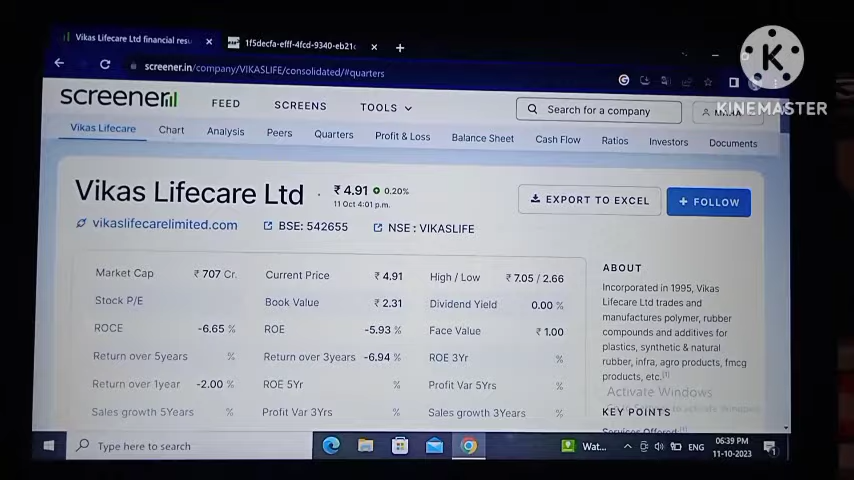 Vikas Lifecare Ltd financial resu
1f5decfa-efff-4fcd-9340-eb21c
screener.in/company/VIKASLIFE/consolidated/#quarters
K
KINEMASTER
screener
FEED
SCREENS
TOOLS
Search for a company
Vikas Lifecare
Chart
Analysis
Peers
Quarters
Profit & Loss
Balance Sheet
Cash Flow
Ratios
Investors
Documents
Vikas Lifecare Ltd
₹ 4.91 0.20%
11 Oct 4:01 p.m.
EXPORT TO EXCEL
+ FOLLOW
vikaslifecarelimited.com
BSE: 542655
NSE : VIKASLIFE
Market Cap ₹ 707 Cr.
Current Price ₹ 4.91
High / Low ₹ 7.05 / 2.66
Stock P/E
Book Value ₹ 2.31
Dividend Yield 0.00 %
ROCE -6.65 %
ROE -5.93 %
Face Value ₹ 1.00
Return over 5years %
Return over 3years -6.94 %
ROE 3Yr %
Return over 1year -2.00 %
ROE 5Yr %
Profit Var 5Yrs %
Sales growth 5Years %
Profit Var 3Yrs %
Sales growth 3Years %
ABOUT
Incorporated in 1995, Vikas
Lifecare Ltd trades and
manufactures polymer, rubber
compounds and additives for
plastics, synthetic & natural
rubber, infra, agro products, fmcg
products, etc.[1]
Activate Windows
KEY POINTS
Services Offered:[1]
Type here to search
Wat...
ENG
06:39 PM
11-10-2023